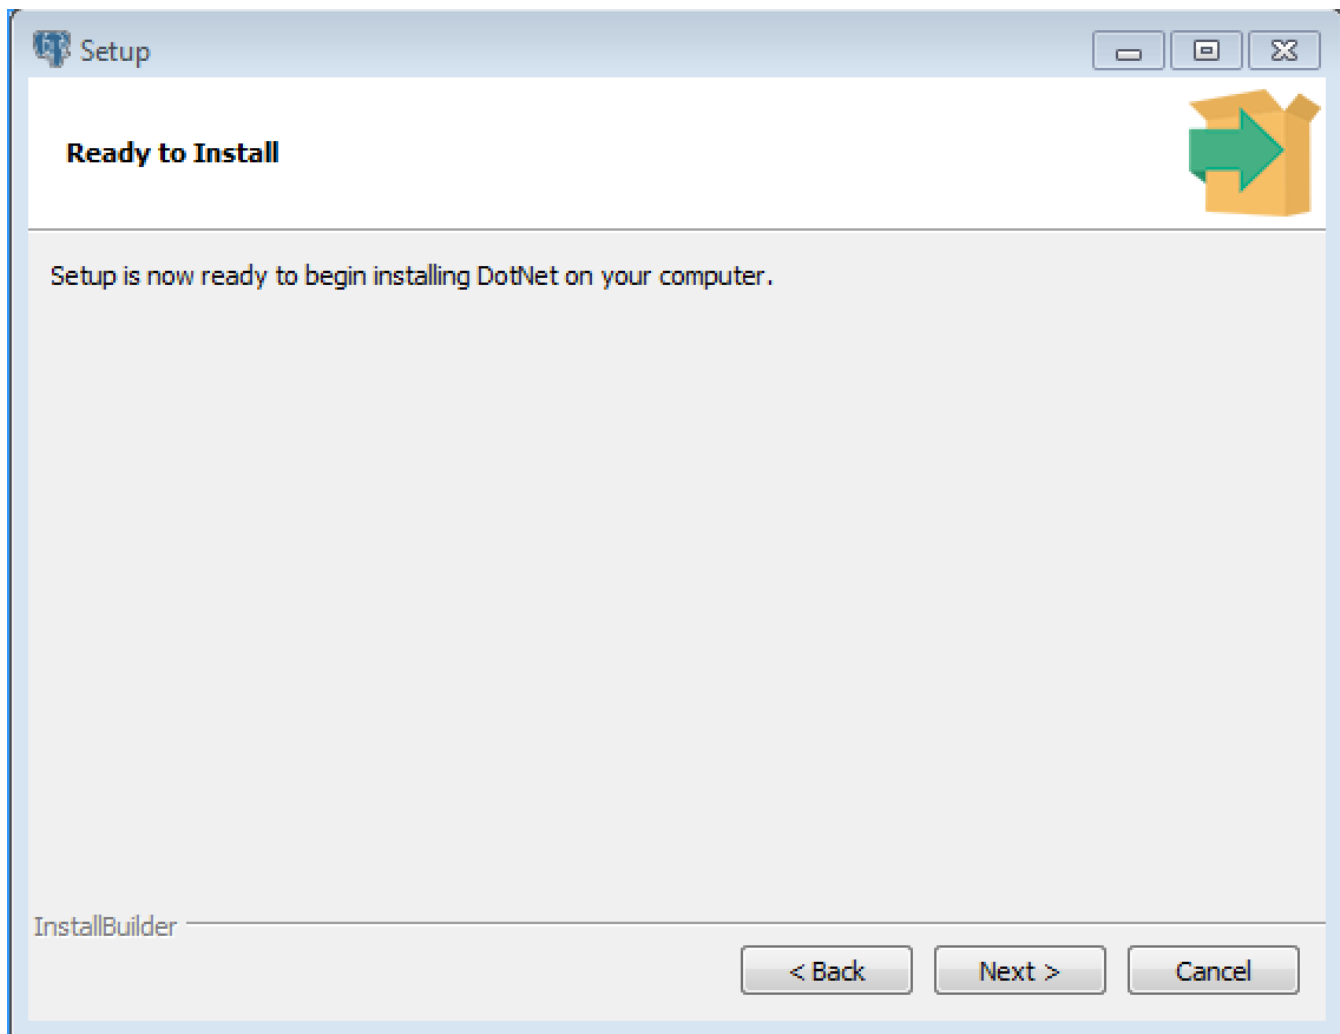 Setup
Ready to Install
Setup is now ready to begin installing DotNet on your computer.
InstallBuilder
< Back Next > Cancel